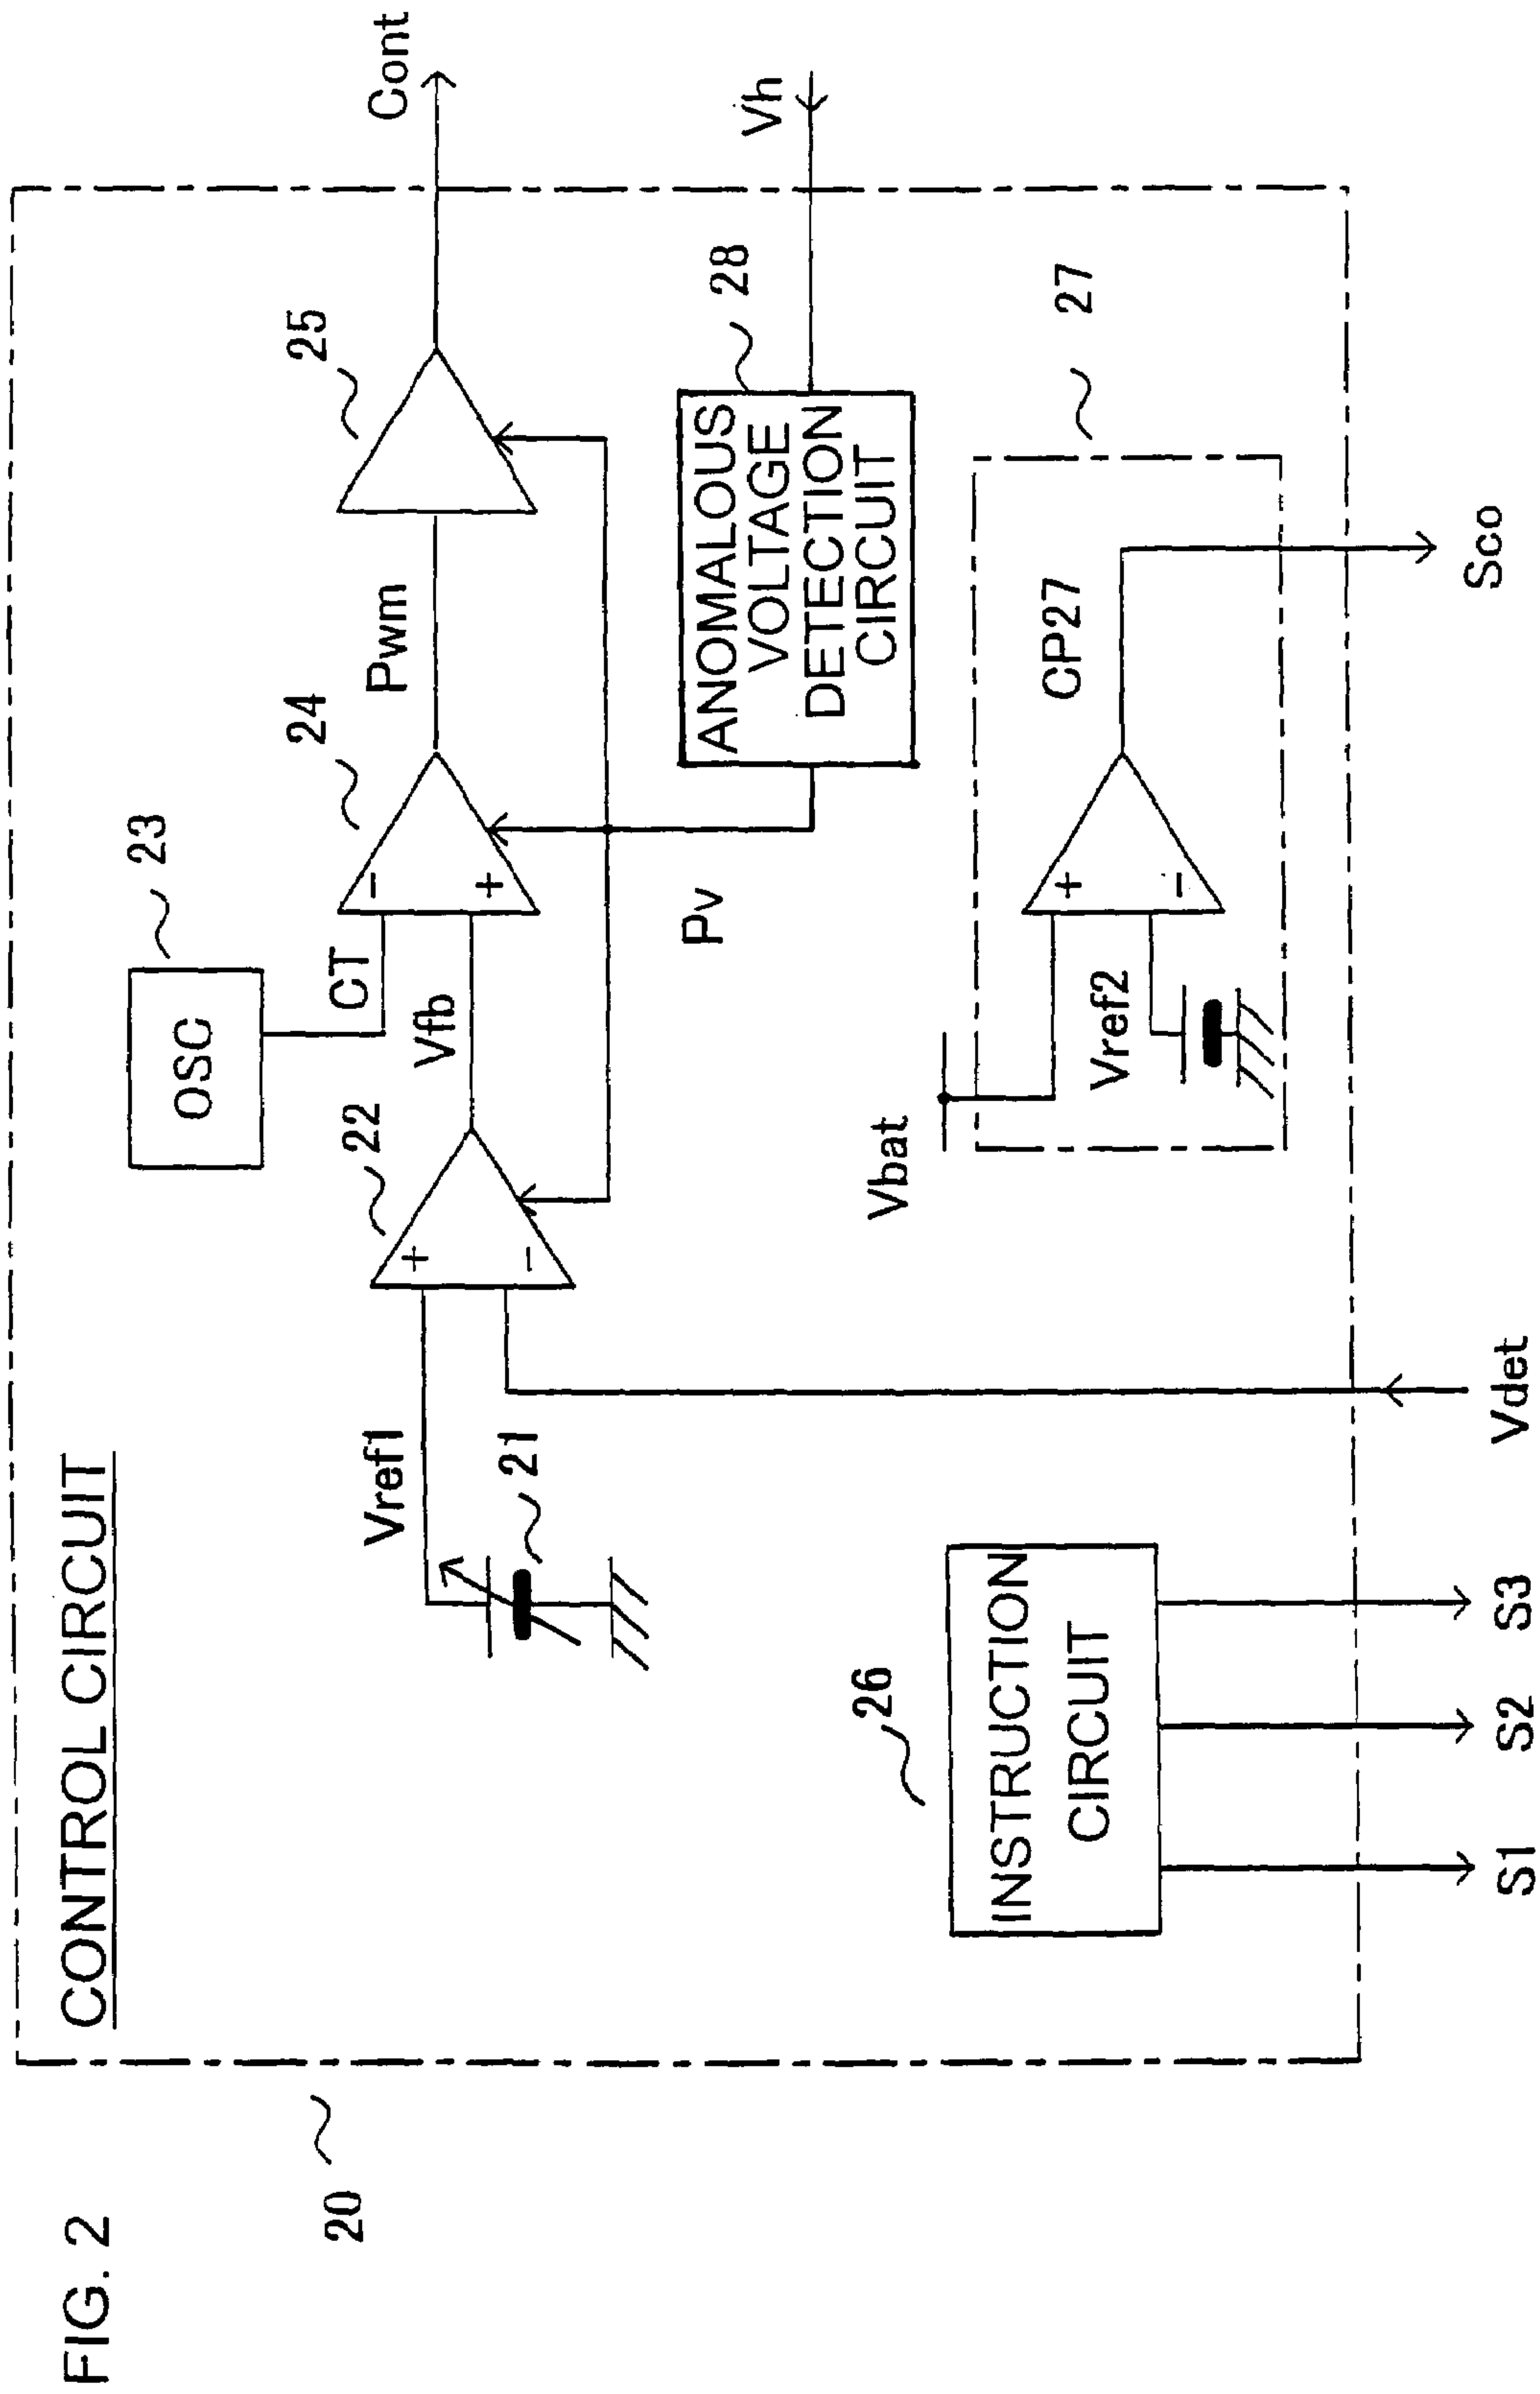 FIG. 2
20
CONTROL CIRCUIT
OSC
23
CT
24
25
Cont
Pwm
22
Vfb
Vref1
21
+
−
−
+
Pv
ANOMALOUS
VOLTAGE
DETECTION
CIRCUIT
28
Vh
26
INSTRUCTION
CIRCUIT
Vbat
Vref2
+
−
CP27
27
S1
S2
S3
Vdet
Sco